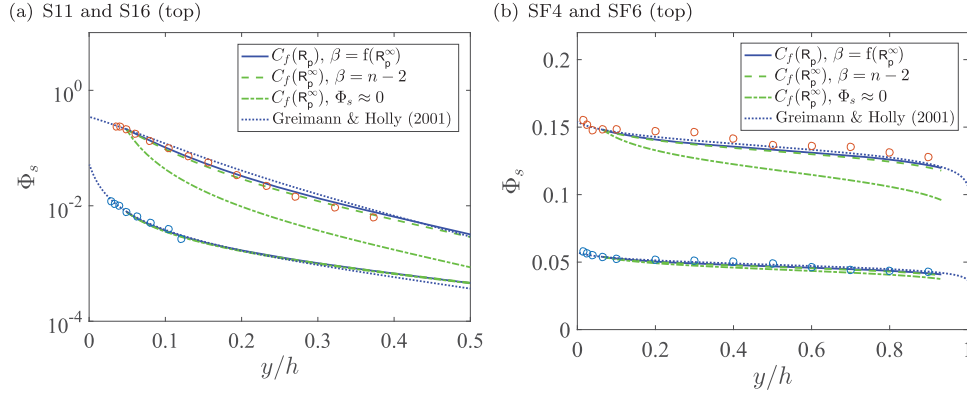 (a) S11 and S16 (top)
C_f(R_p), β = f(R_p^∞)
C_f(R_p^∞), β = n − 2
C_f(R_p^∞), Φ_s ≈ 0
Greimann & Holly (2001)
10^0
10^-2
10^-4
Φ_s
0 0.1 0.2 0.3 0.4 0.5
y/h
(b) SF4 and SF6 (top)
C_f(R_p), β = f(R_p^∞)
C_f(R_p^∞), β = n − 2
C_f(R_p^∞), Φ_s ≈ 0
Greimann & Holly (2001)
0.2
0.15
0.1
0.05
0
Φ_s
0.2 0.4 0.6 0.8 1
y/h